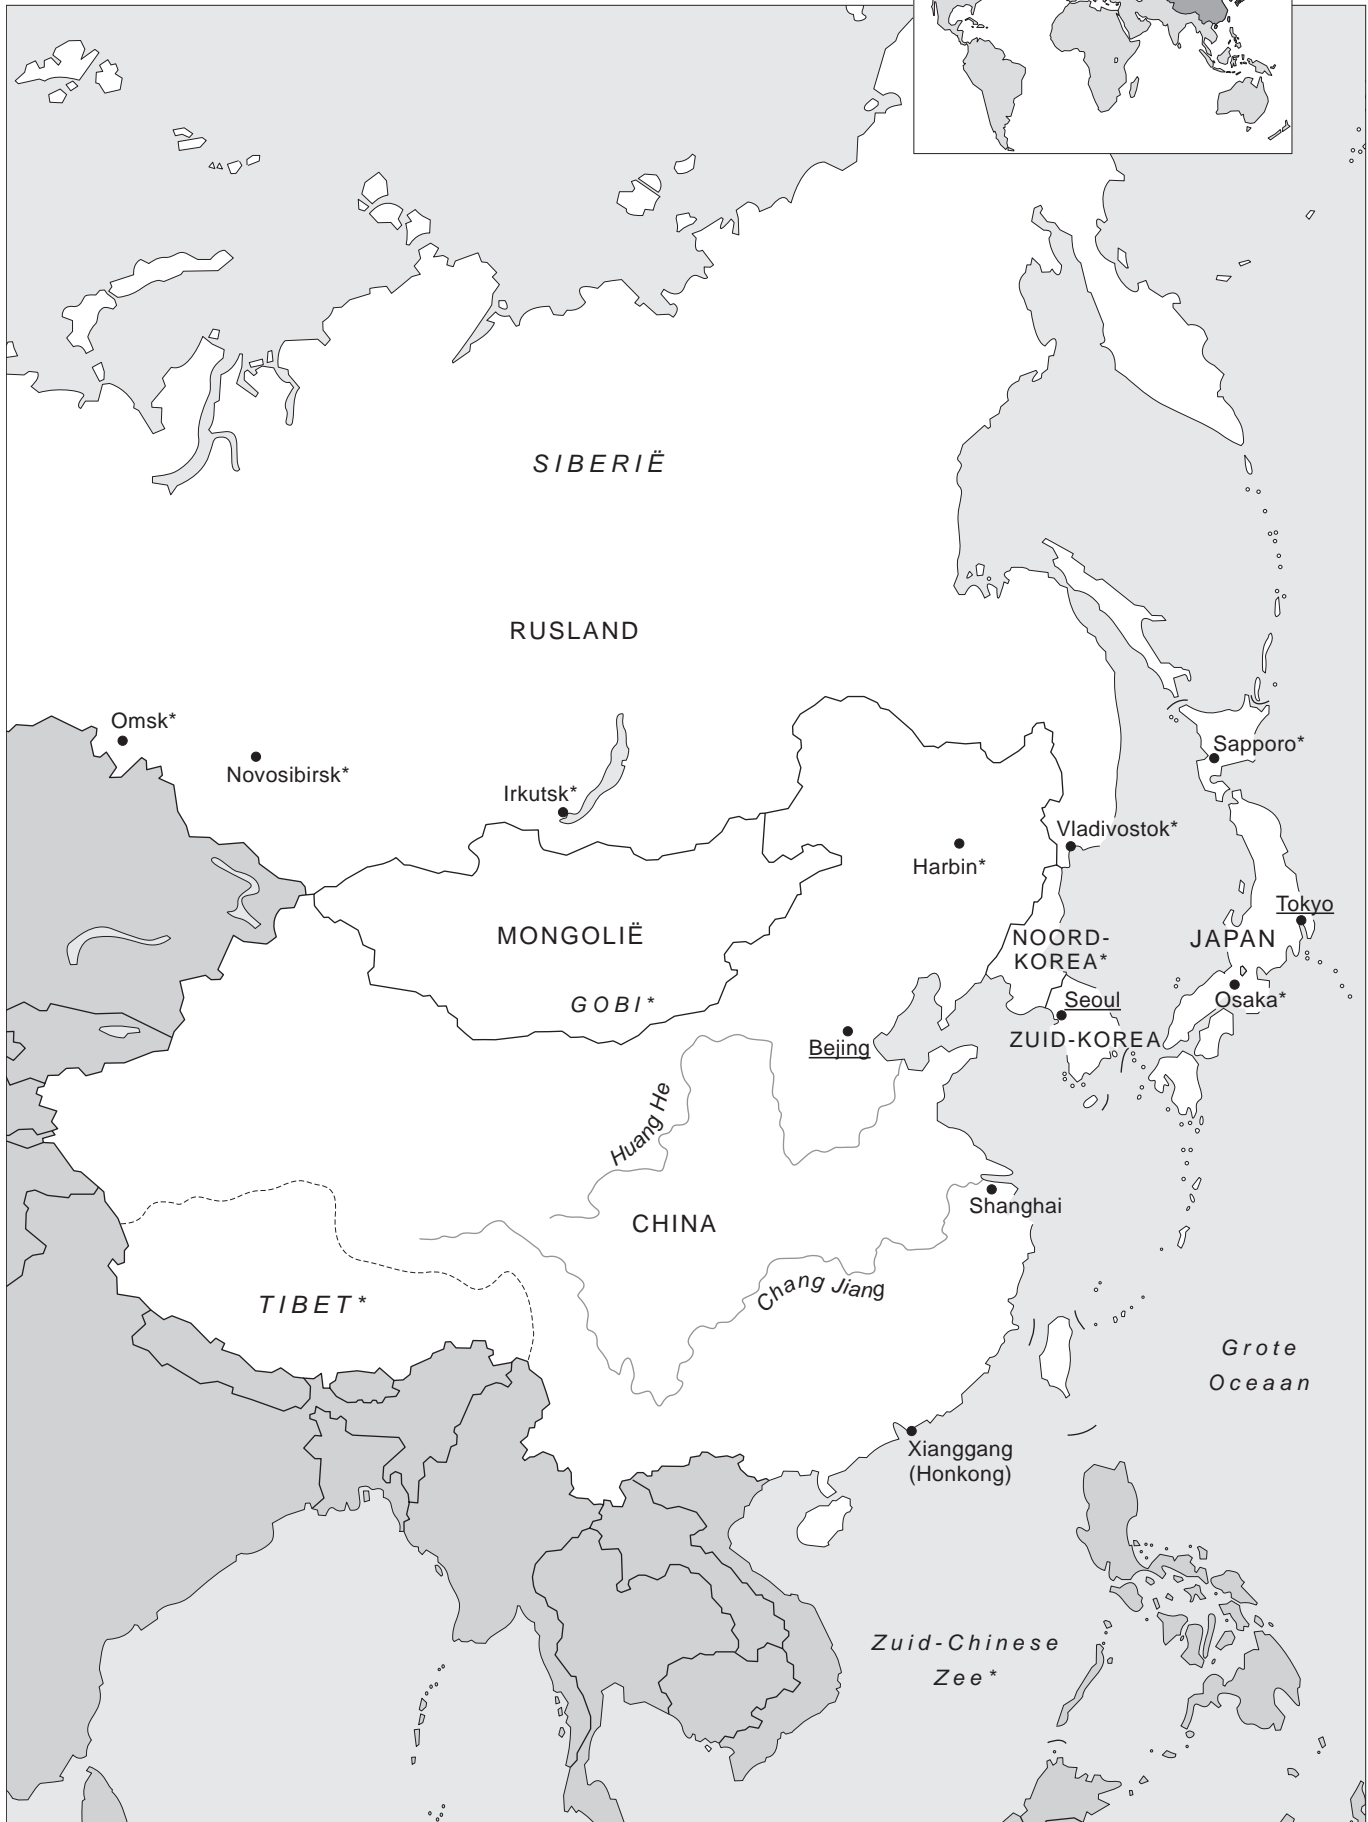 SIBERIË
RUSLAND
Omsk*
Novosibirsk*
Irkutsk*
Sapporo*
Vladivostok*
Harbin*
Tokyo
MONGOLIË
NOORD-
KOREA*
JAPAN
GOBI*
Seoul
Osaka*
ZUID-KOREA
Bejing
Huang He
Shanghai
CHINA
Chang Jiang
TIBET*
Grote
Oceaan
Xianggang
(Honkong)
Zuid-Chinese
Zee*